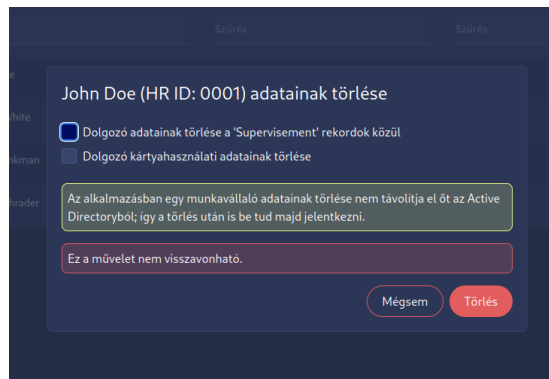 Szűrés
Szűrés
John Doe (HR ID: 0001) adatainak törlése
Dolgozó adatainak törlése a 'Supervisement' rekordok közül
Dolgozó kártyahasználati adatainak törlése
Az alkalmazásban egy munkavállaló adatainak törlése nem távolítja el őt az Active
Directoryból; így a törlés után is be tud majd jelentkezni.
Ez a művelet nem visszavonható.
Mégsem
Törlés